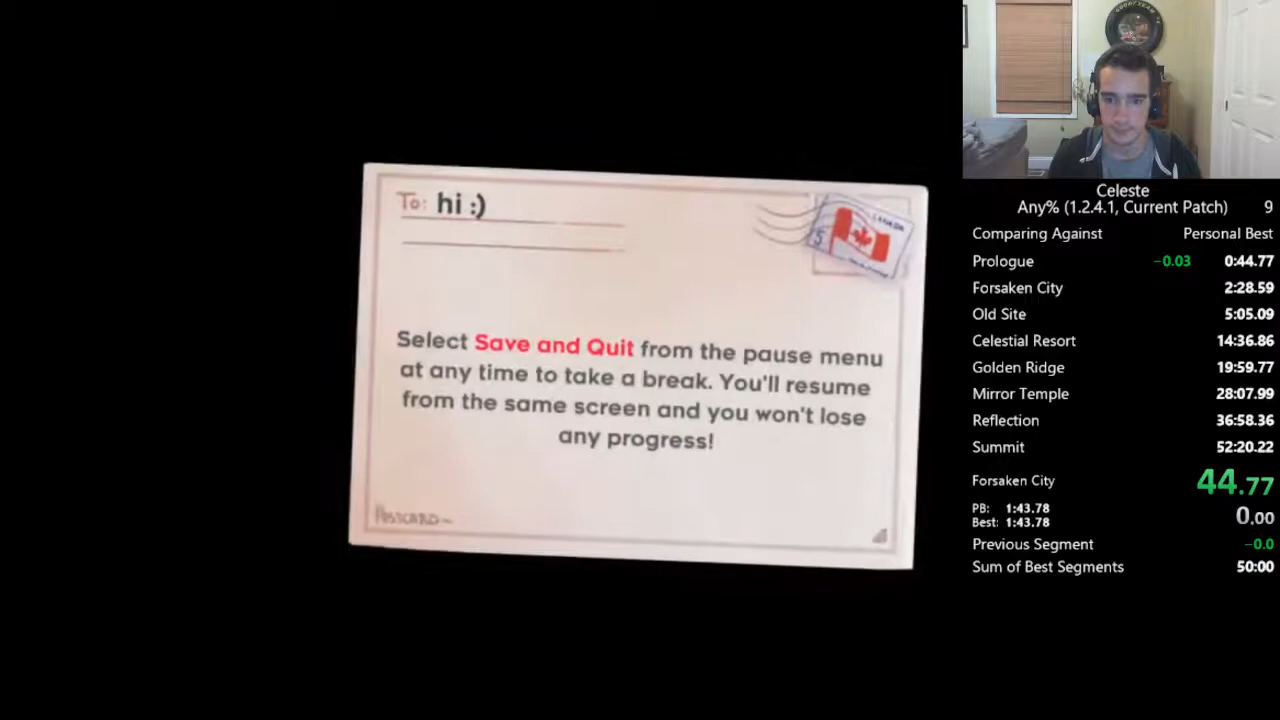 To: hi :)
CANADA
5
Select Save and Quit from the pause menu
at any time to take a break. You'll resume
from the same screen and you won't lose
any progress!
POSTCARD
Celeste
Any% (1.2.4.1, Current Patch) 9
Comparing Against Personal Best
Prologue −0.03 0:44.77
Forsaken City 2:28.59
Old Site 5:05.09
Celestial Resort 14:36.86
Golden Ridge 19:59.77
Mirror Temple 28:07.99
Reflection 36:58.36
Summit 52:20.22
Forsaken City 44.77
PB: 1:43.78 0.00
Best: 1:43.78
Previous Segment −0.0
Sum of Best Segments 50:00